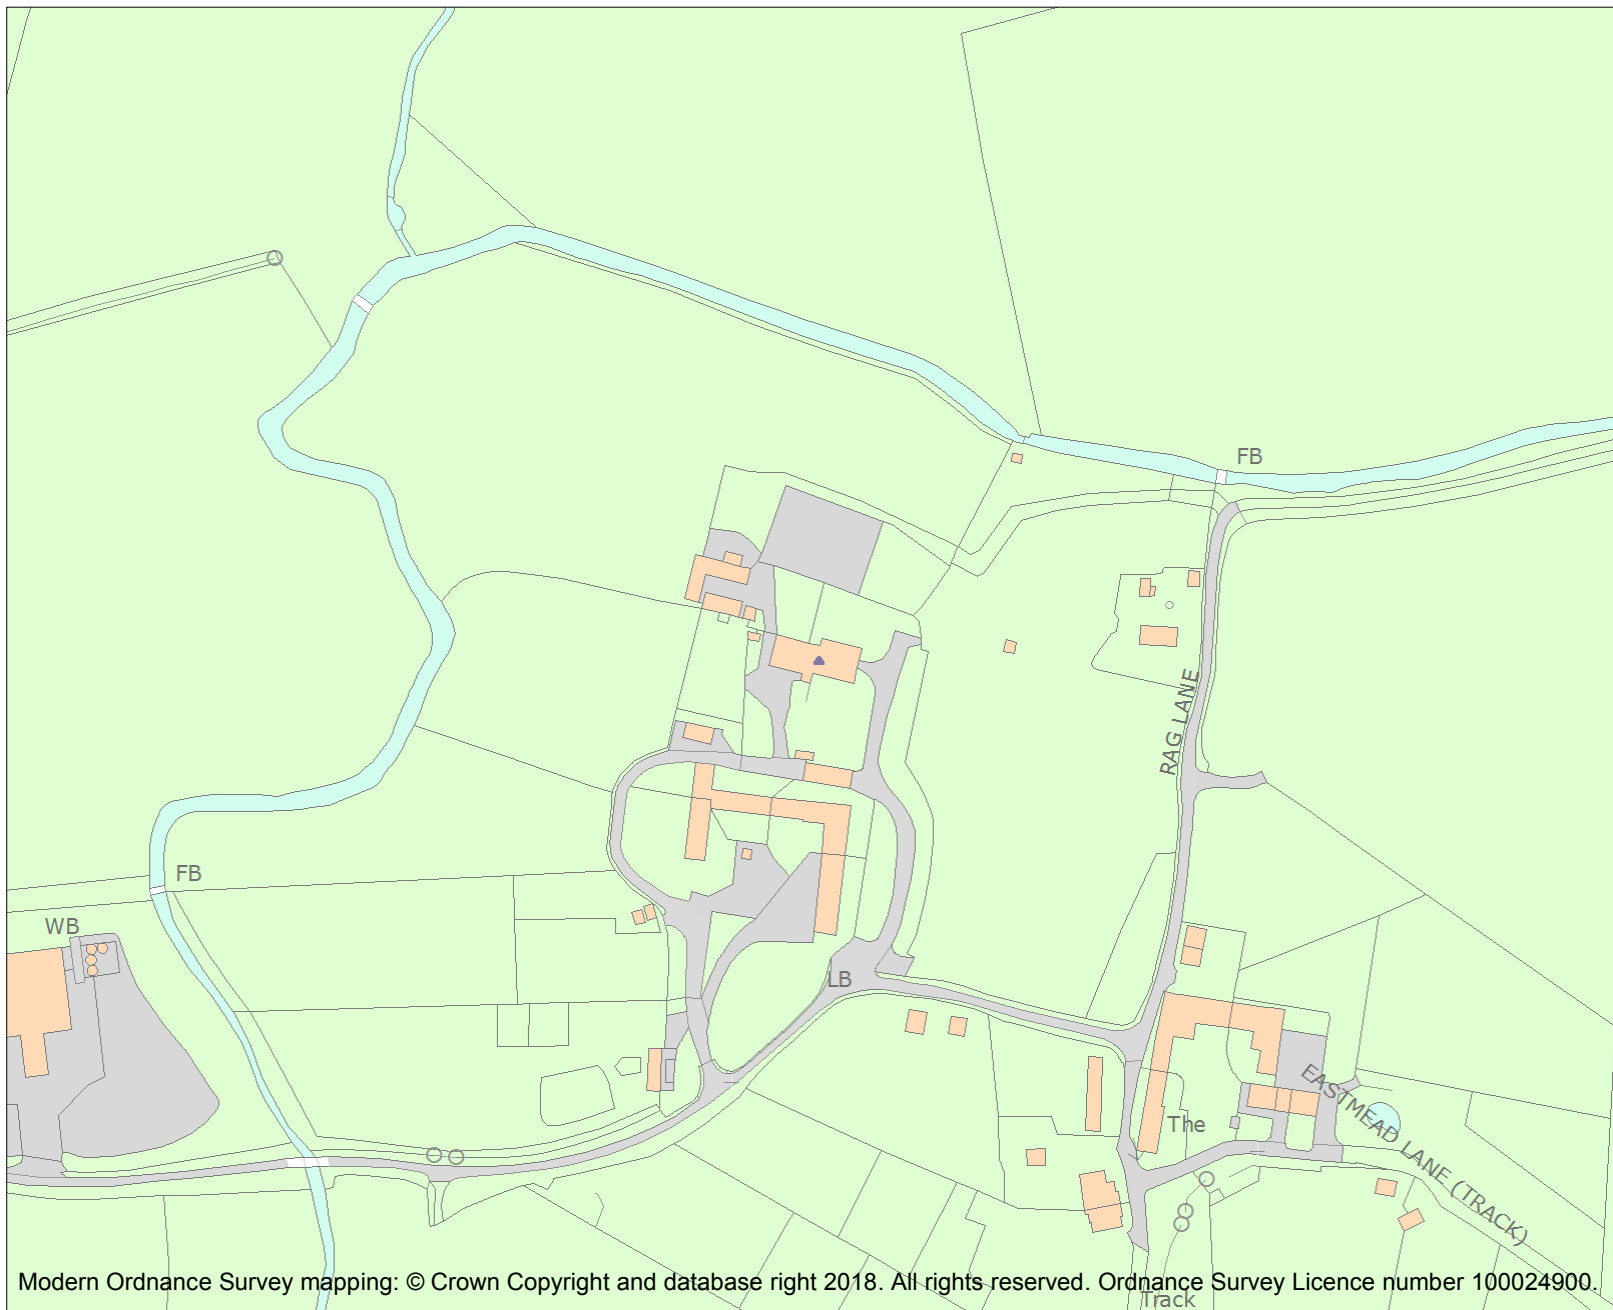 FB
RAG LANE
FB
WB
LB
EASTMEAD LANE (TRACK)
The
Track
Modern Ordnance Survey mapping: © Crown Copyright and database right 2018. All rights reserved. Ordnance Survey Licence number 100024900.